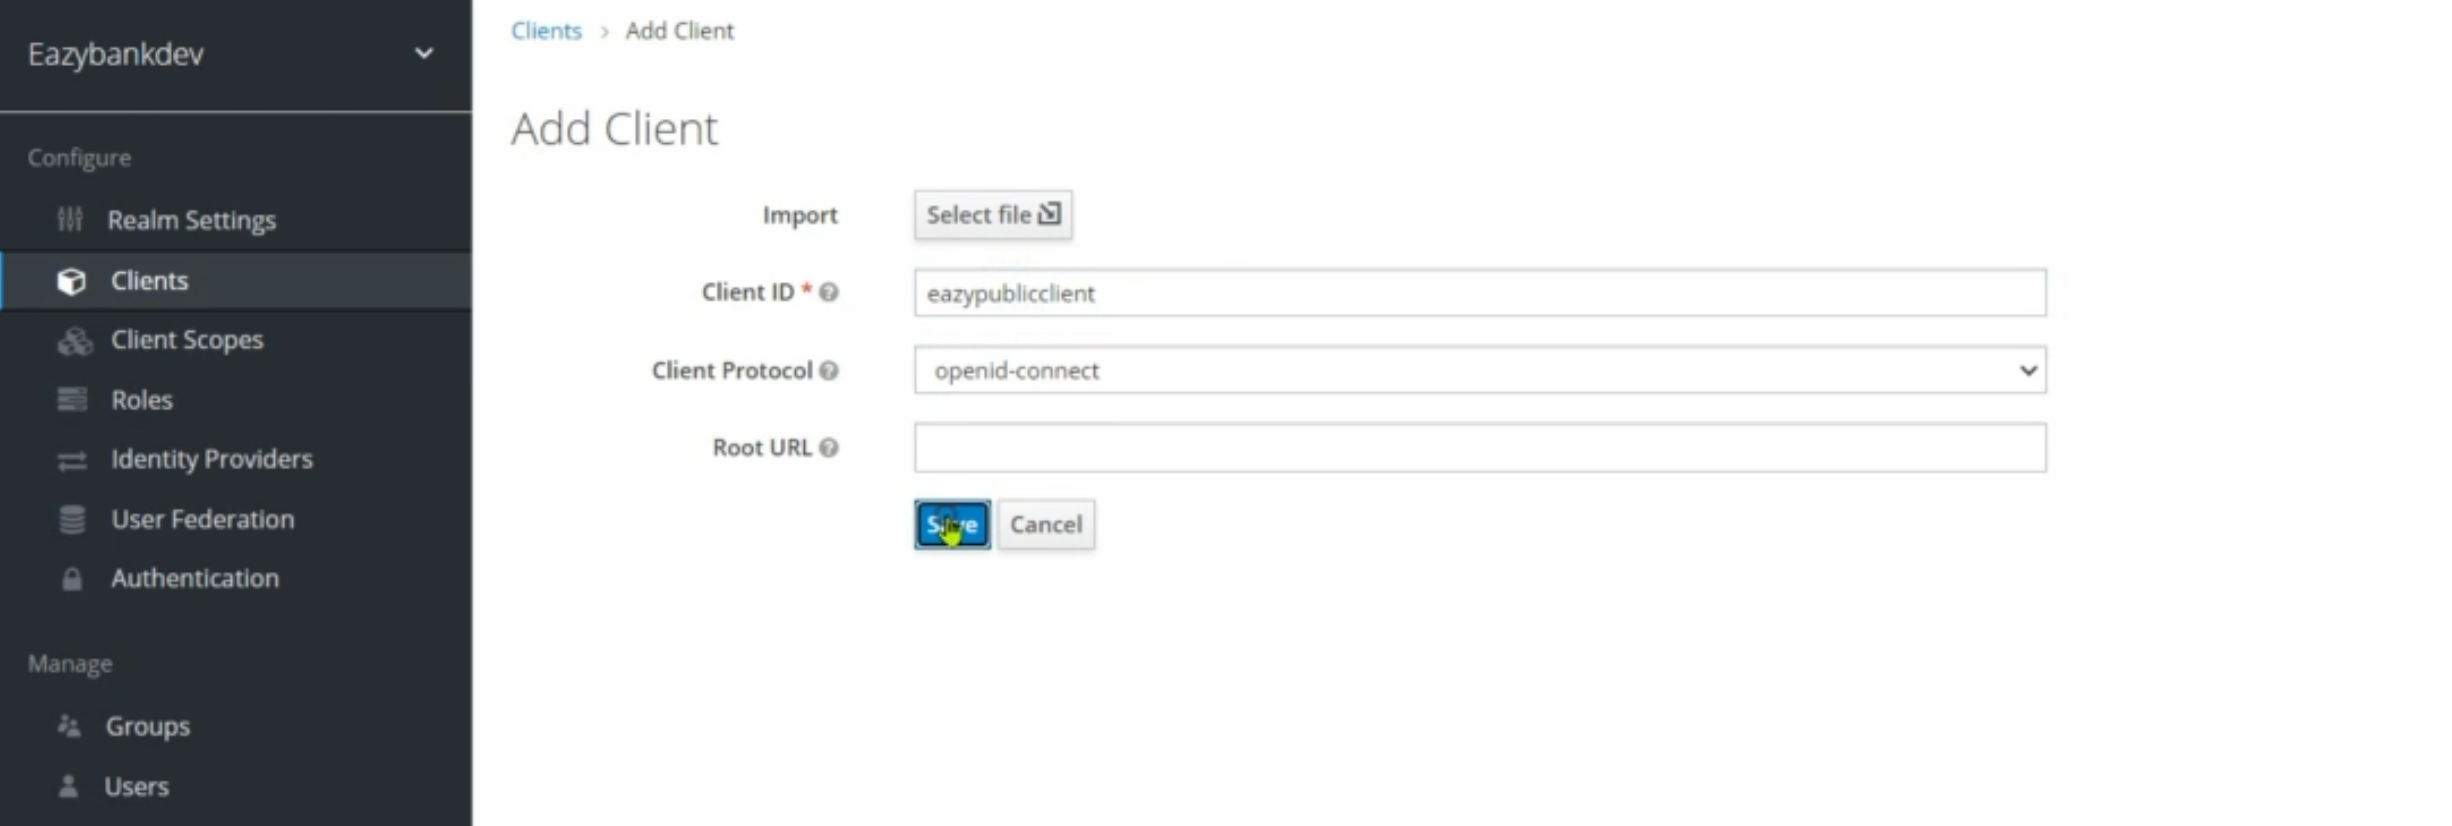 Eazybankdev
Configure
Realm Settings
Clients
Client Scopes
Roles
Identity Providers
User Federation
Authentication
Manage
Groups
Users
Clients > Add Client
Add Client
Import Select file
Client ID * eazypublicclient
Client Protocol openid-connect
Root URL
Save Cancel